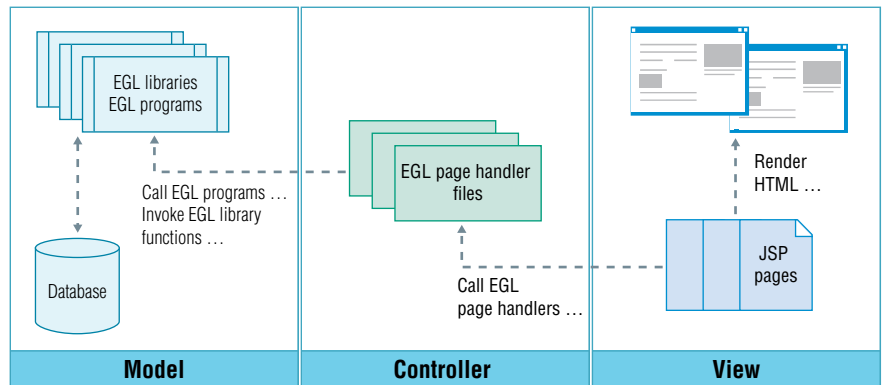 EGL libraries
EGL programs
Call EGL programs …
Invoke EGL library
functions …
Database
Model
EGL page handler
files
Call EGL
page handlers …
Controller
Render
HTML …
JSP
pages
View